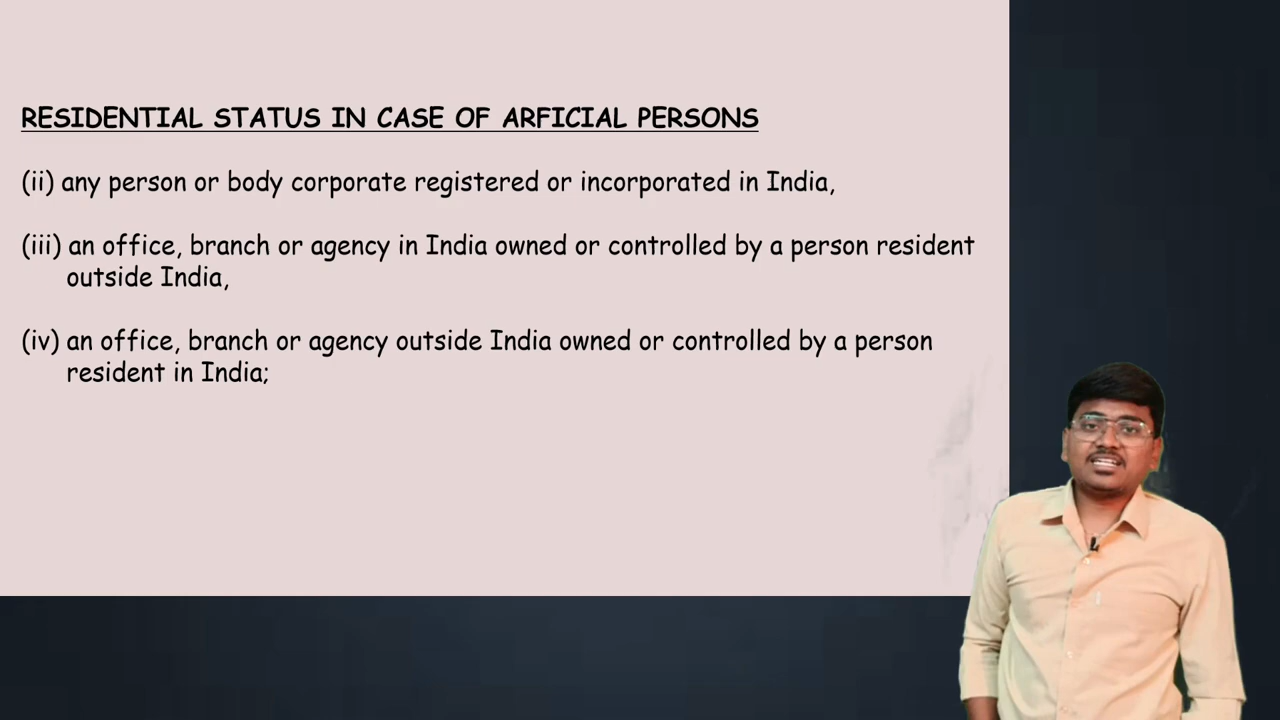 RESIDENTIAL STATUS IN CASE OF ARFICIAL PERSONS
(ii) any person or body corporate registered or incorporated in India,
(iii) an office, branch or agency in India owned or controlled by a person resident
outside India,
(iv) an office, branch or agency outside India owned or controlled by a person
resident in India;